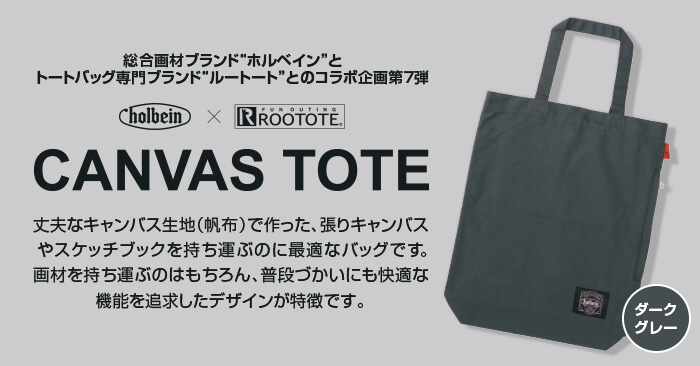 総合画材ブランド“ホルベイン”と
トートバッグ専門ブランド“ルートート”とのコラボ企画第7弾
holbein × R FUN OUTING ROOTOTE®
CANVAS TOTE
丈夫なキャンバス生地（帆布）で作った、張りキャンバス
やスケッチブックを持ち運ぶのに最適なバッグです。
画材を持ち運ぶのはもちろん、普段づかいにも快適な
機能を追求したデザインが特徴です。
holbein
ダーク
グレー